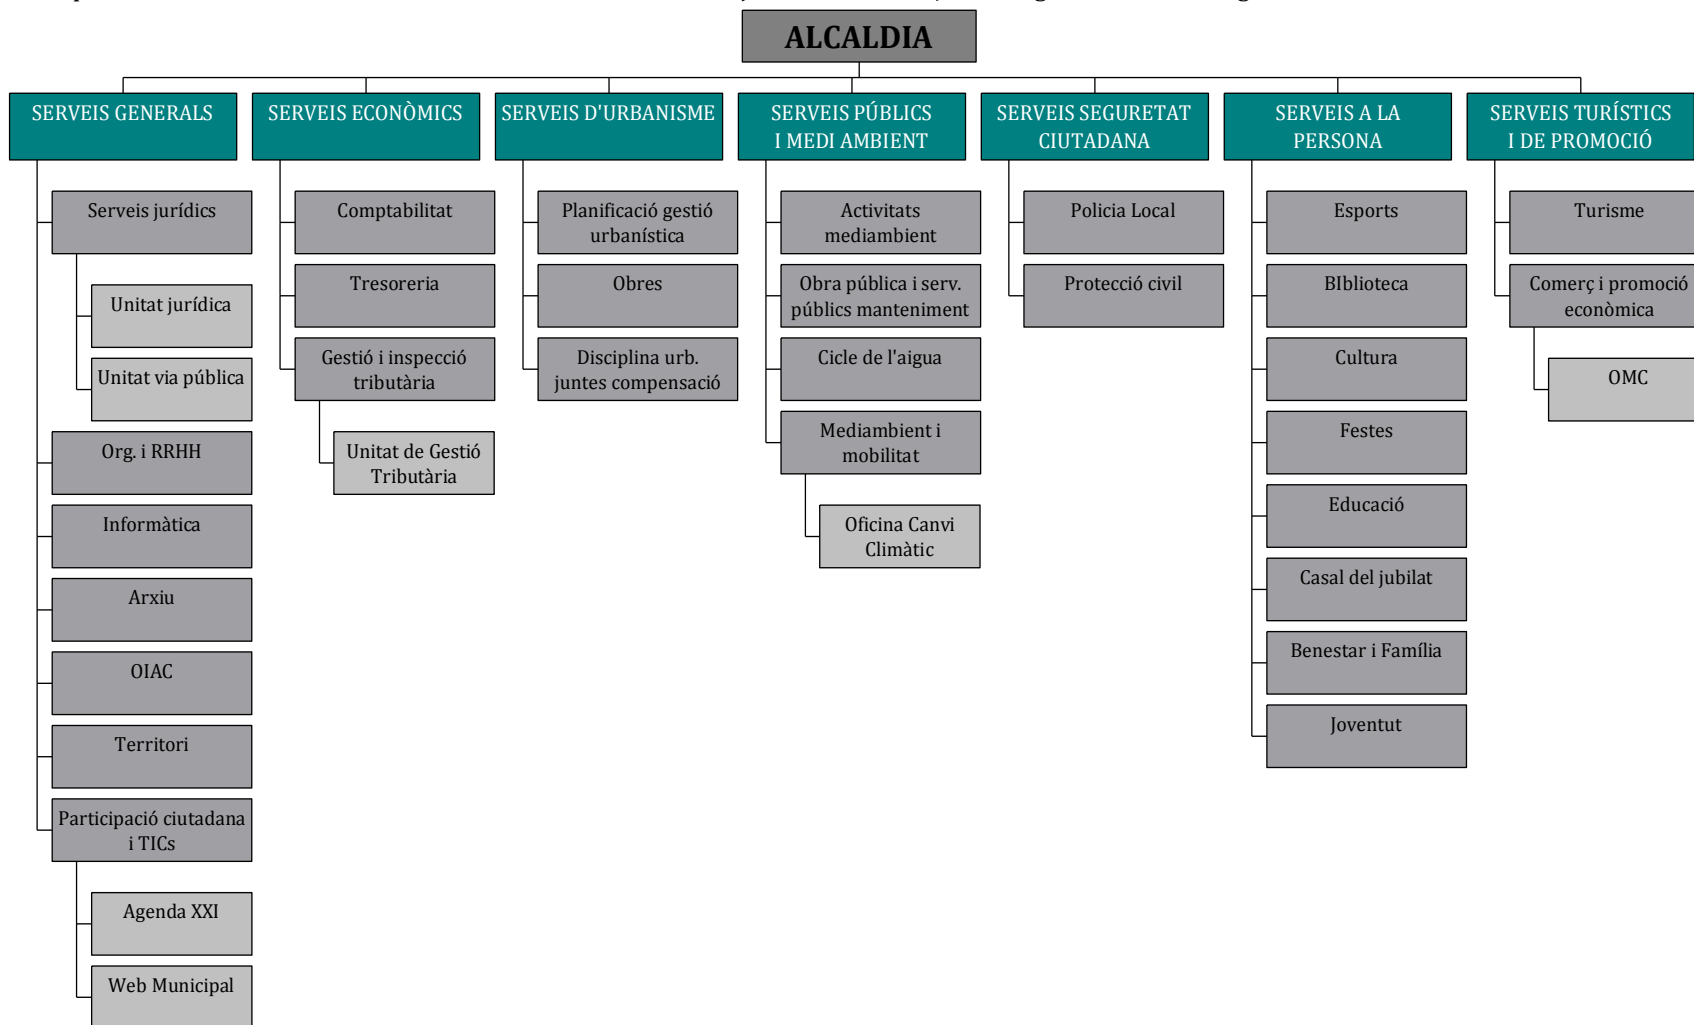 ALCALDIA
SERVEIS GENERALS
Serveis jurídics
Unitat jurídica
Unitat via pública
Org. i RRHH
Informàtica
Arxiu
OIAC
Territori
Participació ciutadana
i TICs
Agenda XXI
Web Municipal
SERVEIS ECONÒMICS
Comptabilitat
Tresoreria
Gestió i inspecció
tributària
Unitat de Gestió
Tributària
SERVEIS D'URBANISME
Planificació gestió
urbanística
Obres
Disciplina urb.
juntes compensació
SERVEIS PÚBLICS
I MEDI AMBIENT
Activitats
mediambient
Obra pública i serv.
públics manteniment
Cicle de l'aigua
Mediambient i
mobilitat
Oficina Canvi
Climàtic
SERVEIS SEGURETAT
CIUTADANA
Policia Local
Protecció civil
SERVEIS A LA
PERSONA
Esports
BIblioteca
Cultura
Festes
Educació
Casal del jubilat
Benestar i Família
Joventut
SERVEIS TURÍSTICS
I DE PROMOCIÓ
Turisme
Comerç i promoció
econòmica
OMC